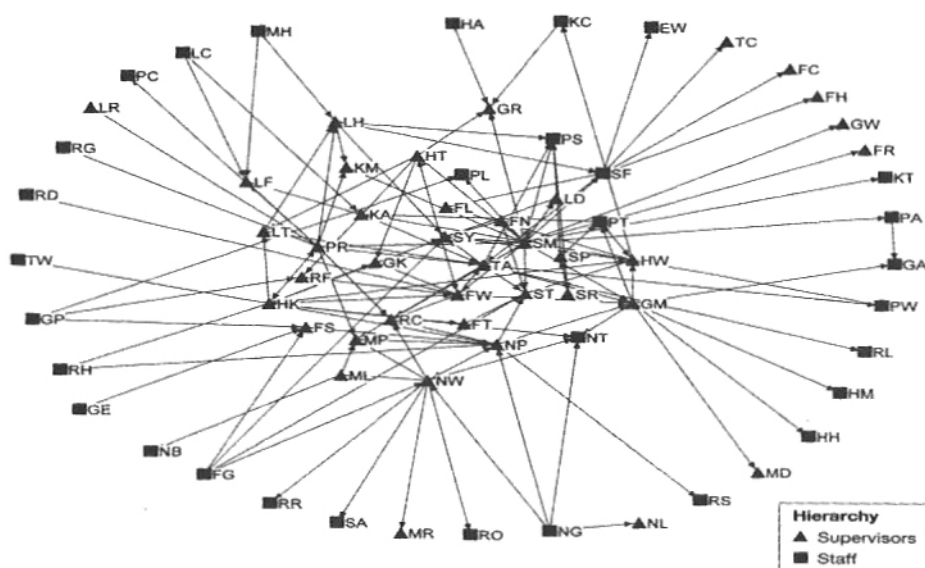 HA
KC
EW
MH
TC
LC
PC
FC
FH
LR
GR
LH
PS
GW
RG
HT
FR
KM
PL
SF
KT
LF
RD
LD
KA
FL
FN
PT
PA
LT
SY
SM
PR
TW
GK
TA
SP
HW
GA
RF
GP
HK
FW
ST
SR
GM
PW
RC
FS
FT
MP
NP
NT
RL
RH
ML
NW
HM
GE
HH
NB
FG
MD
RR
RS
SA
MR
RO
NG
NL
Hierarchy
Supervisors
Staff